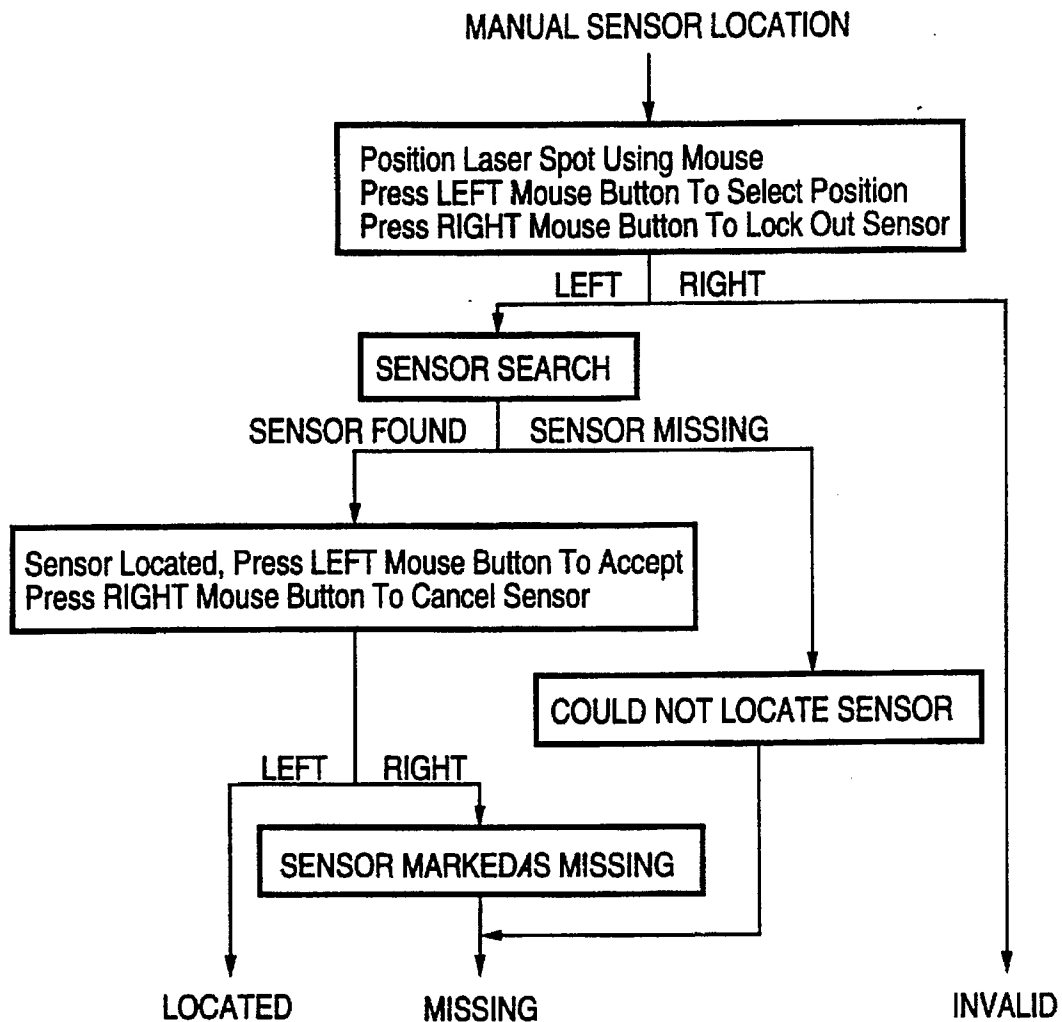 MANUAL SENSOR LOCATION
Position Laser Spot Using Mouse
Press LEFT Mouse Button To Select Position
Press RIGHT Mouse Button To Lock Out Sensor
LEFT RIGHT
SENSOR SEARCH
SENSOR FOUND SENSOR MISSING
Sensor Located, Press LEFT Mouse Button To Accept
Press RIGHT Mouse Button To Cancel Sensor
COULD NOT LOCATE SENSOR
LEFT RIGHT
SENSOR MARKEDAS MISSING
LOCATED MISSING INVALID